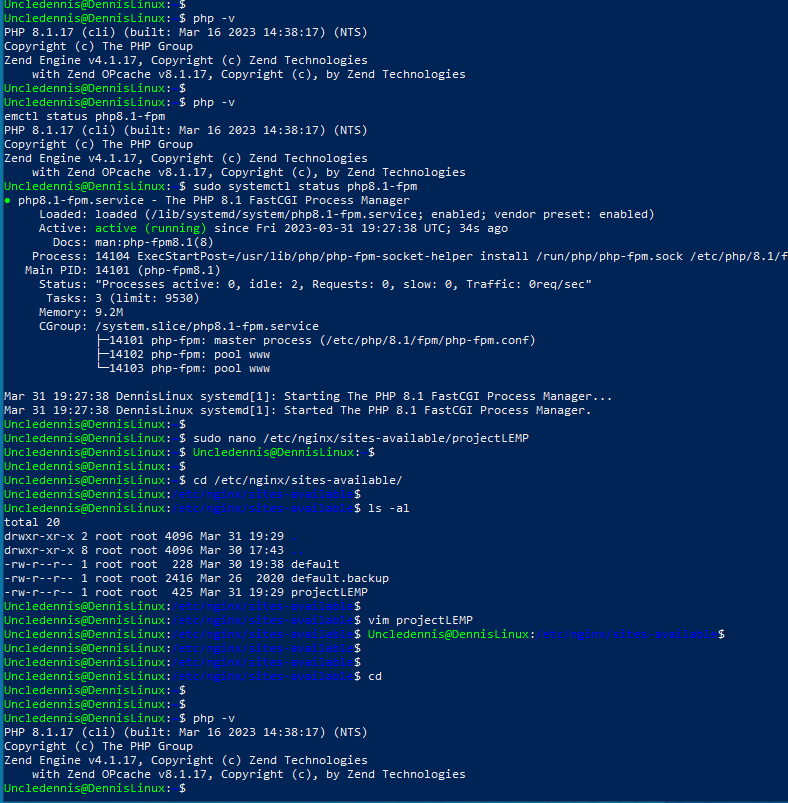 Uncledennis@DennisLinux:~$
Uncledennis@DennisLinux:~$ php -v
PHP 8.1.17 (cli) (built: Mar 16 2023 14:38:17) (NTS)
Copyright (c) The PHP Group
Zend Engine v4.1.17, Copyright (c) Zend Technologies
    with Zend OPcache v8.1.17, Copyright (c), by Zend Technologies
Uncledennis@DennisLinux:~$
Uncledennis@DennisLinux:~$ php -v
emctl status php8.1-fpm
PHP 8.1.17 (cli) (built: Mar 16 2023 14:38:17) (NTS)
Copyright (c) The PHP Group
Zend Engine v4.1.17, Copyright (c) Zend Technologies
    with Zend OPcache v8.1.17, Copyright (c), by Zend Technologies
Uncledennis@DennisLinux:~$ sudo systemctl status php8.1-fpm
● php8.1-fpm.service - The PHP 8.1 FastCGI Process Manager
     Loaded: loaded (/lib/systemd/system/php8.1-fpm.service; enabled; vendor preset: enabled)
     Active: active (running) since Fri 2023-03-31 19:27:38 UTC; 34s ago
       Docs: man:php-fpm8.1(8)
    Process: 14104 ExecStartPost=/usr/lib/php/php-fpm-socket-helper install /run/php/php-fpm.sock /etc/php/8.1/f
   Main PID: 14101 (php-fpm8.1)
     Status: "Processes active: 0, idle: 2, Requests: 0, slow: 0, Traffic: 0req/sec"
      Tasks: 3 (limit: 9530)
     Memory: 9.2M
     CGroup: /system.slice/php8.1-fpm.service
             ├─14101 php-fpm: master process (/etc/php/8.1/fpm/php-fpm.conf)
             ├─14102 php-fpm: pool www
             └─14103 php-fpm: pool www
Mar 31 19:27:38 DennisLinux systemd[1]: Starting The PHP 8.1 FastCGI Process Manager...
Mar 31 19:27:38 DennisLinux systemd[1]: Started The PHP 8.1 FastCGI Process Manager.
Uncledennis@DennisLinux:~$
Uncledennis@DennisLinux:~$ sudo nano /etc/nginx/sites-available/projectLEMP
Uncledennis@DennisLinux:~$ Uncledennis@DennisLinux:~$
Uncledennis@DennisLinux:~$
Uncledennis@DennisLinux:~$ cd /etc/nginx/sites-available/
Uncledennis@DennisLinux:/etc/nginx/sites-available$
Uncledennis@DennisLinux:/etc/nginx/sites-available$ ls -al
total 20
drwxr-xr-x 2 root root 4096 Mar 31 19:29 .
drwxr-xr-x 8 root root 4096 Mar 30 17:43 ..
-rw-r--r-- 1 root root  228 Mar 30 19:38 default
-rw-r--r-- 1 root root 2416 Mar 26  2020 default.backup
-rw-r--r-- 1 root root  425 Mar 31 19:29 projectLEMP
Uncledennis@DennisLinux:/etc/nginx/sites-available$
Uncledennis@DennisLinux:/etc/nginx/sites-available$ vim projectLEMP
Uncledennis@DennisLinux:/etc/nginx/sites-available$ Uncledennis@DennisLinux:/etc/nginx/sites-available$
Uncledennis@DennisLinux:/etc/nginx/sites-available$
Uncledennis@DennisLinux:/etc/nginx/sites-available$
Uncledennis@DennisLinux:/etc/nginx/sites-available$ cd
Uncledennis@DennisLinux:~$
Uncledennis@DennisLinux:~$
Uncledennis@DennisLinux:~$ php -v
PHP 8.1.17 (cli) (built: Mar 16 2023 14:38:17) (NTS)
Copyright (c) The PHP Group
Zend Engine v4.1.17, Copyright (c) Zend Technologies
    with Zend OPcache v8.1.17, Copyright (c), by Zend Technologies
Uncledennis@DennisLinux:~$